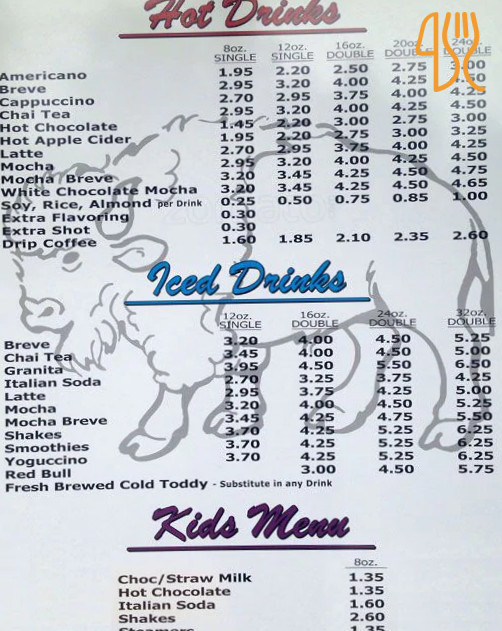 Hot Drinks
8oz. 12oz. 16oz. 20oz. 24oz.
SINGLE SINGLE DOUBLE DOUBLE DOUBLE
Americano 1.95 2.20 2.50 2.75 3.00
Breve 2.95 3.20 4.00 4.25 4.50
Cappuccino 2.70 2.95 3.75 4.00 4.25
Chai Tea 2.95 3.20 4.00 4.25 4.50
Hot Chocolate 1.45 2.20 2.75 3.00
Hot Apple Cider 1.95 2.20 2.75 3.00 3.25
Latte 2.70 2.95 3.75 4.00 4.25
Mocha 2.95 3.20 4.00 4.25 4.50
Mocha Breve 3.20 3.45 4.25 4.50 4.75
White Chocolate Mocha 3.20 3.45 4.25 4.50 4.65
Soy, Rice, Almond per Drink 0.25 0.50 0.75 0.85 1.00
Extra Flavoring 0.30
Extra Shot 0.30
Drip Coffee 1.60 1.85 2.10 2.35 2.60
Iced Drinks
12oz. 16oz. 24oz. 32oz.
SINGLE DOUBLE DOUBLE DOUBLE
Breve 3.20 4.00 4.50 5.25
Chai Tea 3.45 4.00 4.50 5.00
Granita 3.95 4.50 5.50 6.50
Italian Soda 2.70 3.25 3.75 4.25
Latte 2.95 3.75 4.25 5.00
Mocha 3.20 4.00 4.50 5.00
Mocha Breve 3.45 4.25 4.75 5.50
Shakes 3.70 4.25 5.25 6.25
Smoothies 3.70 4.25 5.25 6.25
Yoguccino 3.70 4.25 5.25 6.25
Red Bull 3.00 4.50 5.75
Fresh Brewed Cold Toddy - Substitute in any Drink
Kids Menu
8oz.
Choc/Straw Milk 1.35
Hot Chocolate 1.35
Italian Soda 1.60
Shakes 2.60
Steamers 1.35